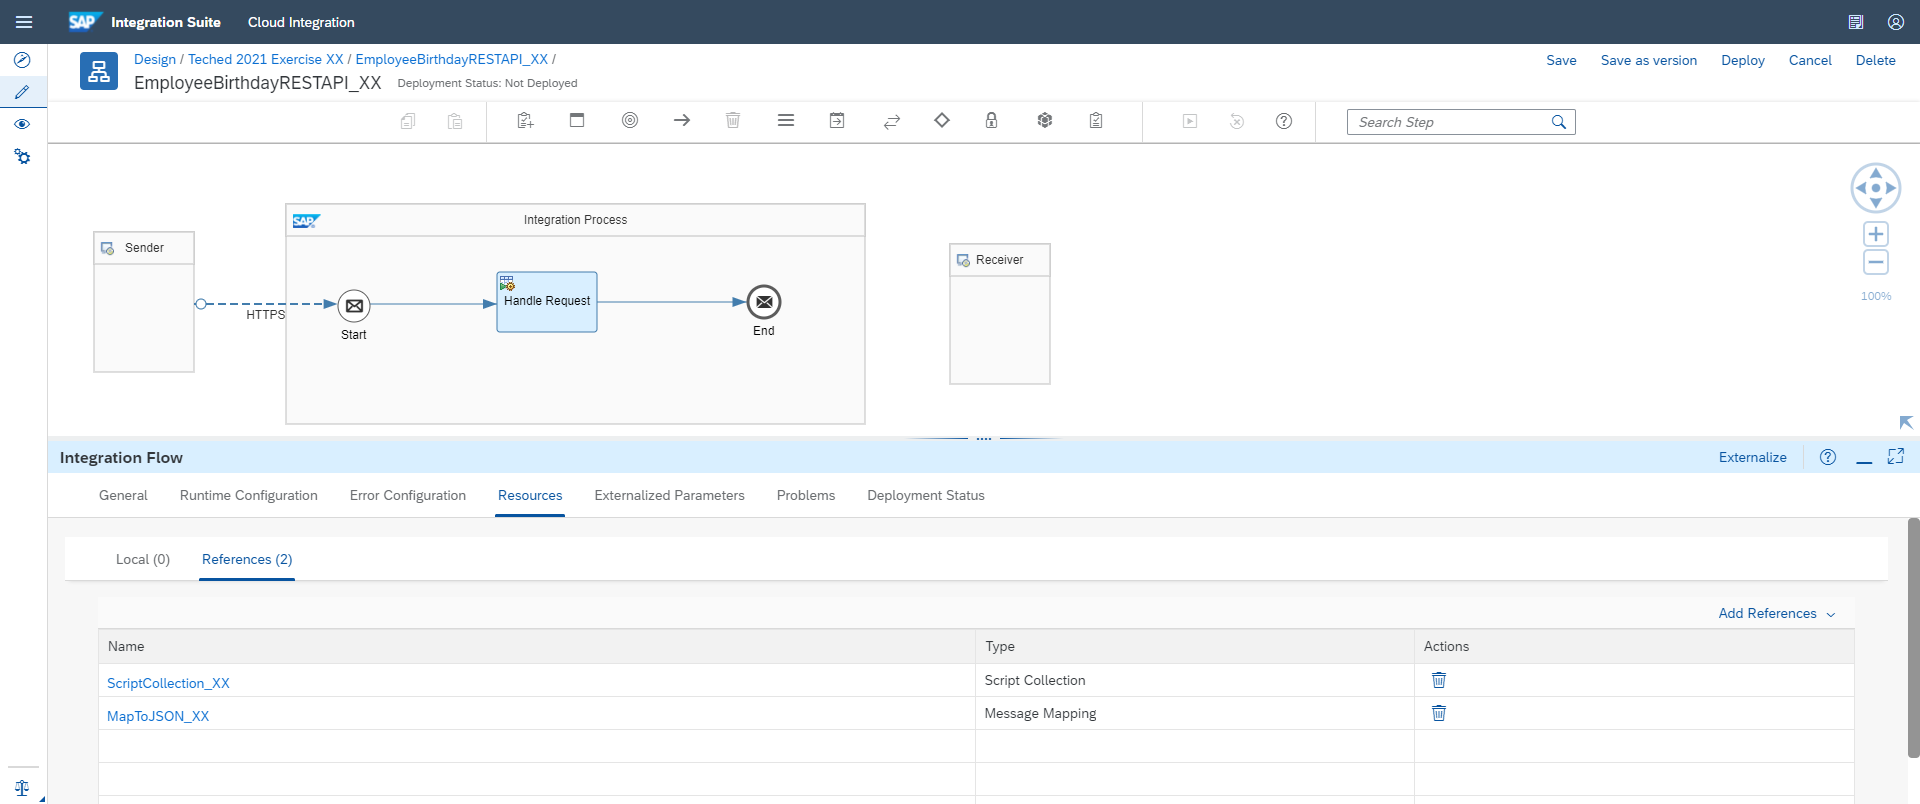 SAP Integration Suite Cloud Integration
Design / Teched 2021 Exercise XX / EmployeeBirthdayRESTAPI_XX /
EmployeeBirthdayRESTAPI_XX Deployment Status: Not Deployed
Save Save as version Deploy Cancel Delete
Search Step
SAP Integration Process
Sender
Receiver
Handle Request
HTTPS
Start
End
100%
Integration Flow
Externalize
General Runtime Configuration Error Configuration Resources Externalized Parameters Problems Deployment Status
Local (0) References (2)
Add References
Name Type Actions
ScriptCollection_XX Script Collection
MapToJSON_XX Message Mapping